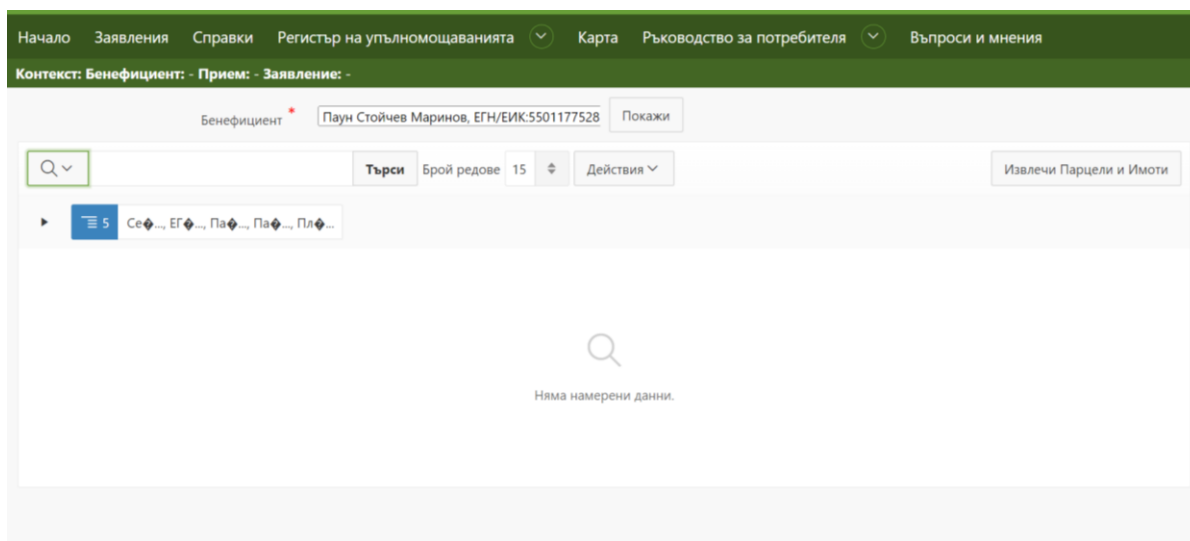 Начало Заявления Справки Регистър на упълномощаванията Карта Ръководство за потребителя Въпроси и мнения
Контекст: Бенефициент: - Прием: - Заявление: -
Бенефициент * Паун Стойчев Маринов, ЕГН/ЕИК:5501177528 Покажи
Търси Брой редове 15 Действия Извлечи Парцели и Имоти
5 Се�..., ЕГ�..., Па�..., Па�..., Пл�...
Няма намерени данни.